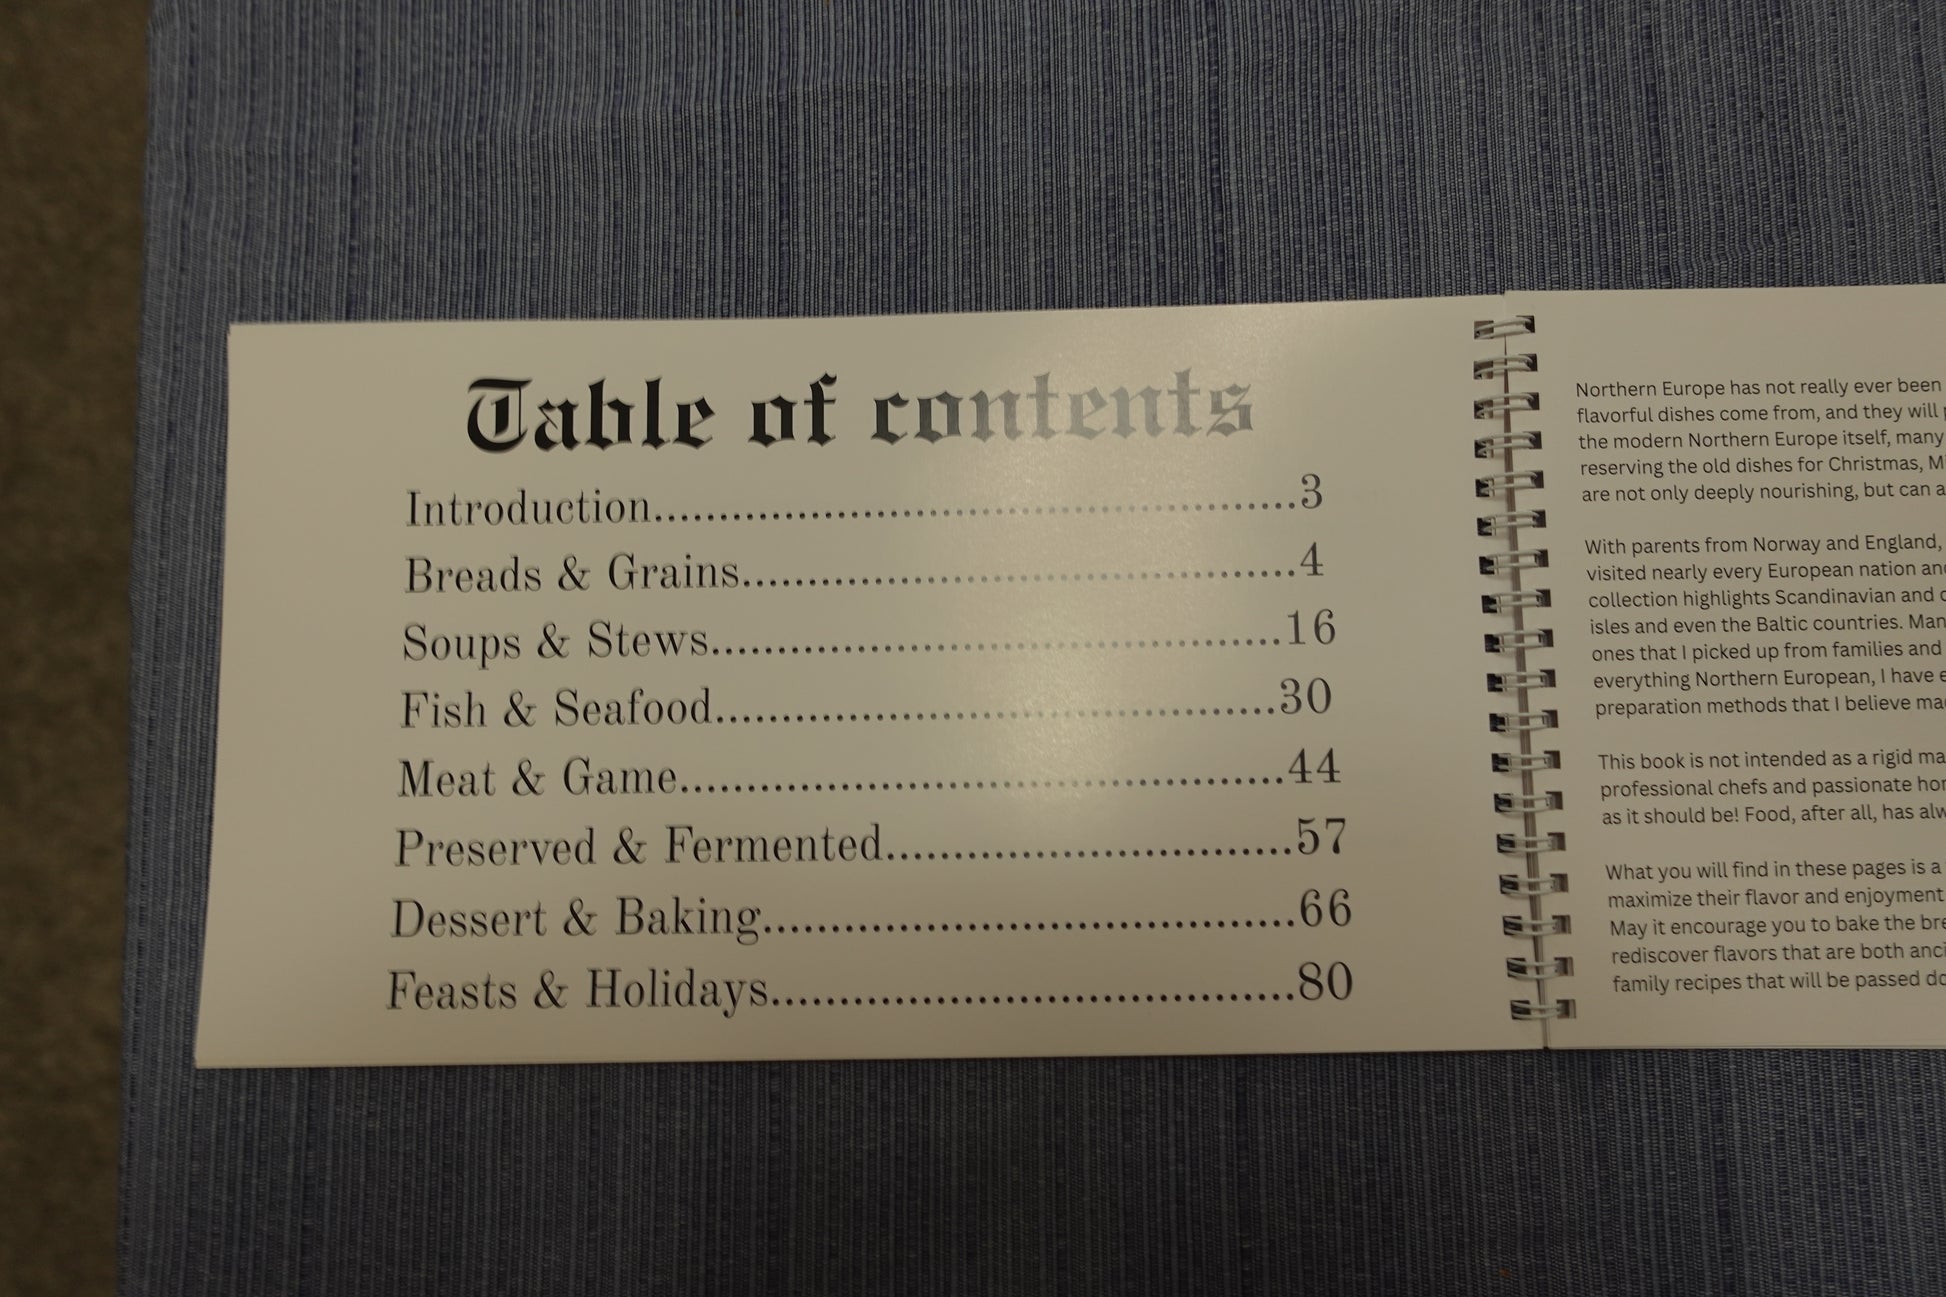 Table of contents
Introduction........................................................3
Breads & Grains...............................................4
Soups & Stews................................................16
Fish & Seafood...............................................30
Meat & Game..................................................44
Preserved & Fermented................................57
Dessert & Baking...........................................66
Feasts & Holidays...........................................80
Northern Europe has not really ever been
flavorful dishes come from, and they will
the modern Northern Europe itself, many
reserving the old dishes for Christmas,
are not only deeply nourishing, but can
With parents from Norway and England,
visited nearly every European nation
collection highlights Scandinavian and
isles and even the Baltic countries.
ones that I picked up from families and
everything Northern European, I have
preparation methods that I believe
This book is not intended as a rigid
professional chefs and passionate
as it should be! Food, after all, has
What you will find in these pages is a
maximize their flavor and enjoyment
May it encourage you to bake the
rediscover flavors that are both
family recipes that will be passed